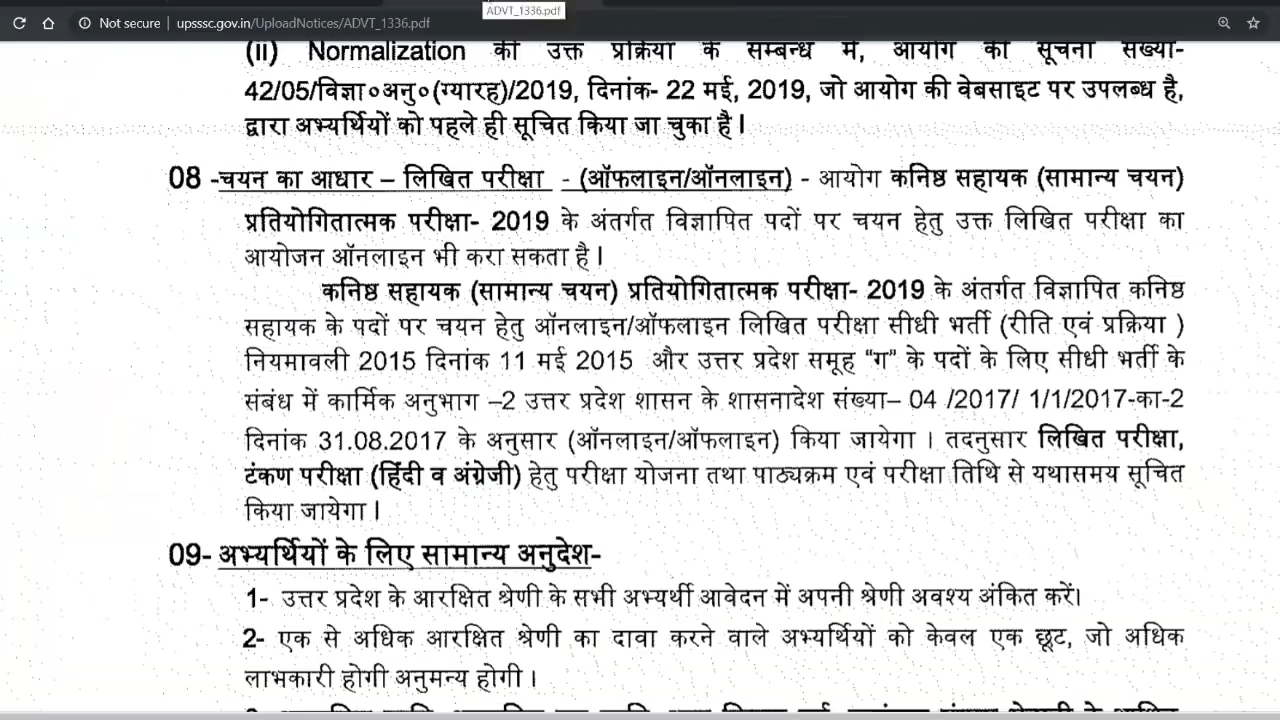 ADVT_1336.pdf
Not secure | upsssc.gov.in/UploadNotices/ADVT_1336.pdf
(ii) Normalization की उक्त प्रक्रिया के सम्बन्ध में, आयोग की सूचना संख्या-
42/05/विज्ञा०अनु०(ग्यारह)/2019, दिनांक- 22 मई, 2019, जो आयोग की वेबसाइट पर उपलब्ध है,
द्वारा अभ्यर्थियों को पहले ही सूचित किया जा चुका है।
08 -चयन का आधार – लिखित परीक्षा - (ऑफलाइन/ऑनलाइन) - आयोग कनिष्ठ सहायक (सामान्य चयन)
प्रतियोगितात्मक परीक्षा- 2019 के अंतर्गत विज्ञापित पदों पर चयन हेतु उक्त लिखित परीक्षा का
आयोजन ऑनलाइन भी करा सकता है।
कनिष्ठ सहायक (सामान्य चयन) प्रतियोगितात्मक परीक्षा- 2019 के अंतर्गत विज्ञापित कनिष्ठ
सहायक के पदों पर चयन हेतु ऑनलाइन/ऑफलाइन लिखित परीक्षा सीधी भर्ती (रीति एवं प्रक्रिया )
नियमावली 2015 दिनांक 11 मई 2015 और उत्तर प्रदेश समूह "ग" के पदों के लिए सीधी भर्ती के
संबंध में कार्मिक अनुभाग –2 उत्तर प्रदेश शासन के शासनादेश संख्या– 04 /2017/ 1/1/2017-का-2
दिनांक 31.08.2017 के अनुसार (ऑनलाइन/ऑफलाइन) किया जायेगा । तदनुसार लिखित परीक्षा,
टंकण परीक्षा (हिंदी व अंग्रेजी) हेतु परीक्षा योजना तथा पाठ्यक्रम एवं परीक्षा तिथि से यथासमय सूचित
किया जायेगा ।
09- अभ्यर्थियों के लिए सामान्य अनुदेश-
1- उत्तर प्रदेश के आरक्षित श्रेणी के सभी अभ्यर्थी आवेदन में अपनी श्रेणी अवश्य अंकित करें।
2- एक से अधिक आरक्षित श्रेणी का दावा करने वाले अभ्यर्थियों को केवल एक छूट, जो अधिक
लाभकारी होगी अनुमन्य होगी ।